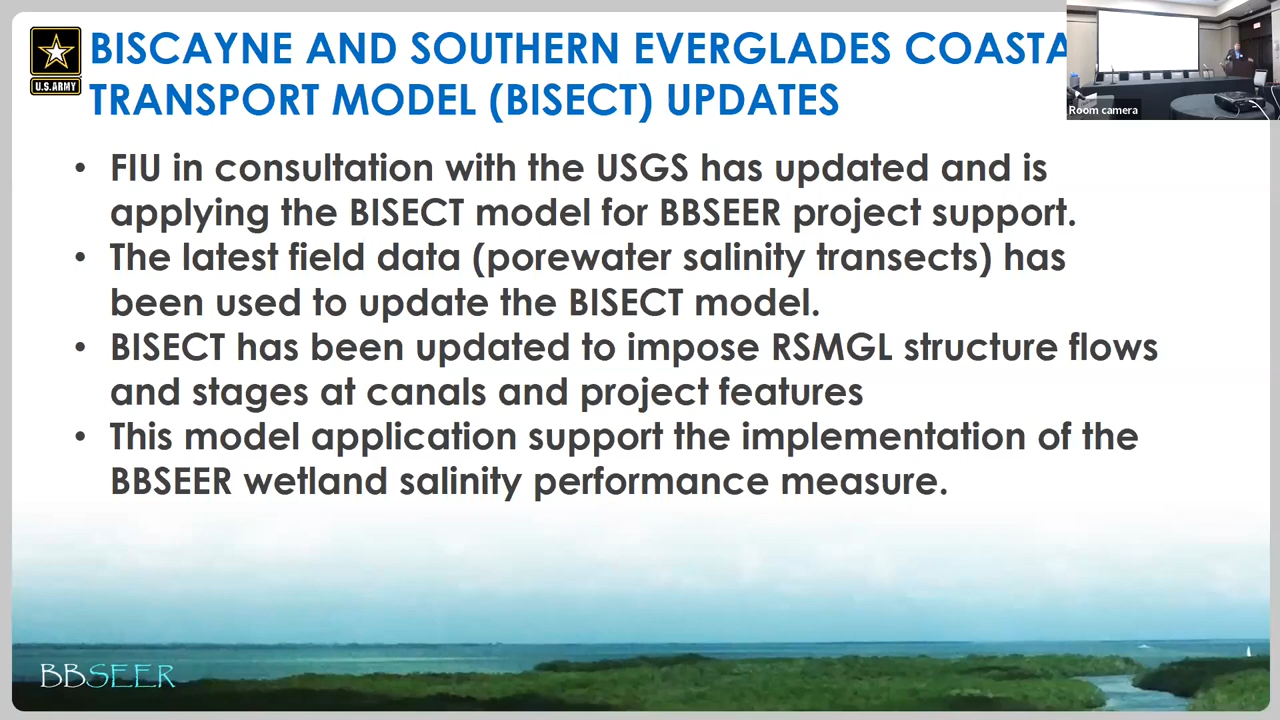 BISCAYNE AND SOUTHERN EVERGLADES COASTA
TRANSPORT MODEL (BISECT) UPDATES
U.S.ARMY
Room camera
• FIU in consultation with the USGS has updated and is
applying the BISECT model for BBSEER project support.
• The latest field data (porewater salinity transects) has
been used to update the BISECT model.
• BISECT has been updated to impose RSMGL structure flows
and stages at canals and project features
• This model application support the implementation of the
BBSEER wetland salinity performance measure.
BBSEER